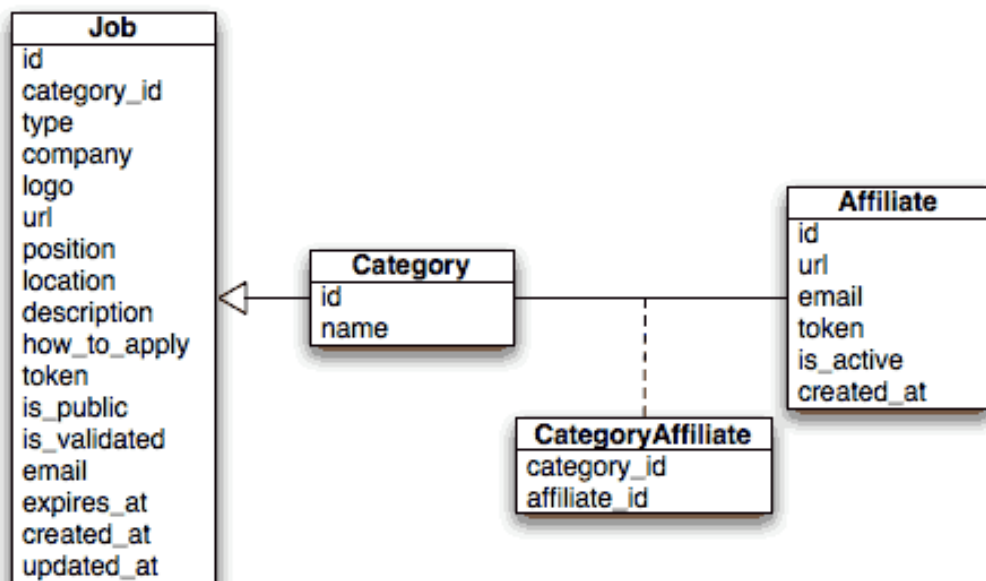 Job
id
category_id
type
company
logo
url
position
location
description
how_to_apply
token
is_public
is_validated
email
expires_at
created_at
updated_at
Category
id
name
Affiliate
id
url
email
token
is_active
created_at
CategoryAffiliate
category_id
affiliate_id